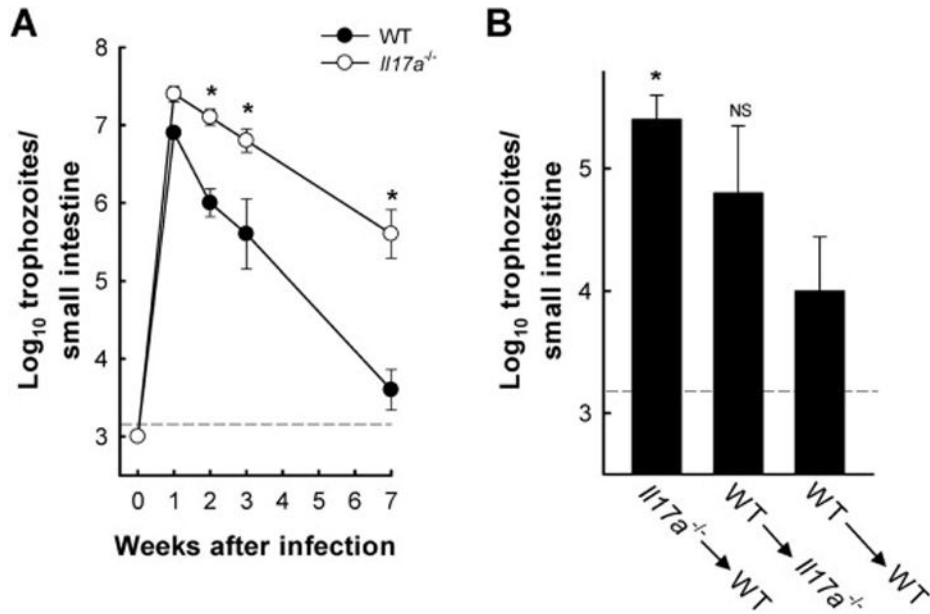 A
WT
Il17a-/-
8
7
6
5
4
3
* * *
Log10 trophozoites/
small intestine
0 1 2 3 4 5 6 7
Weeks after infection
B
* NS
5
4
3
Log10 trophozoites/
small intestine
Il17a-/- → WT
WT → Il17a-/-
WT → WT